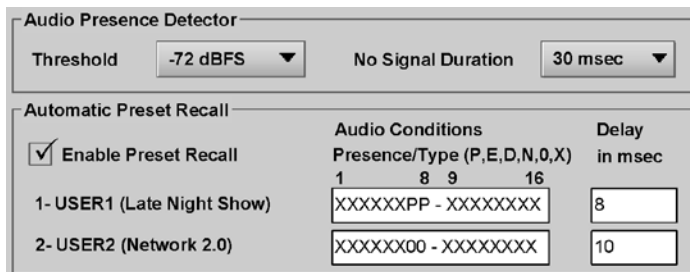 Audio Presence Detector
Threshold -72 dBFS No Signal Duration 30 msec
Automatic Preset Recall
Audio Conditions Delay
Enable Preset Recall Presence/Type (P,E,D,N,0,X) in msec
1 8 9 16
1- USER1 (Late Night Show) XXXXXXPP - XXXXXXXX 8
2- USER2 (Network 2.0) XXXXXX00 - XXXXXXXX 10